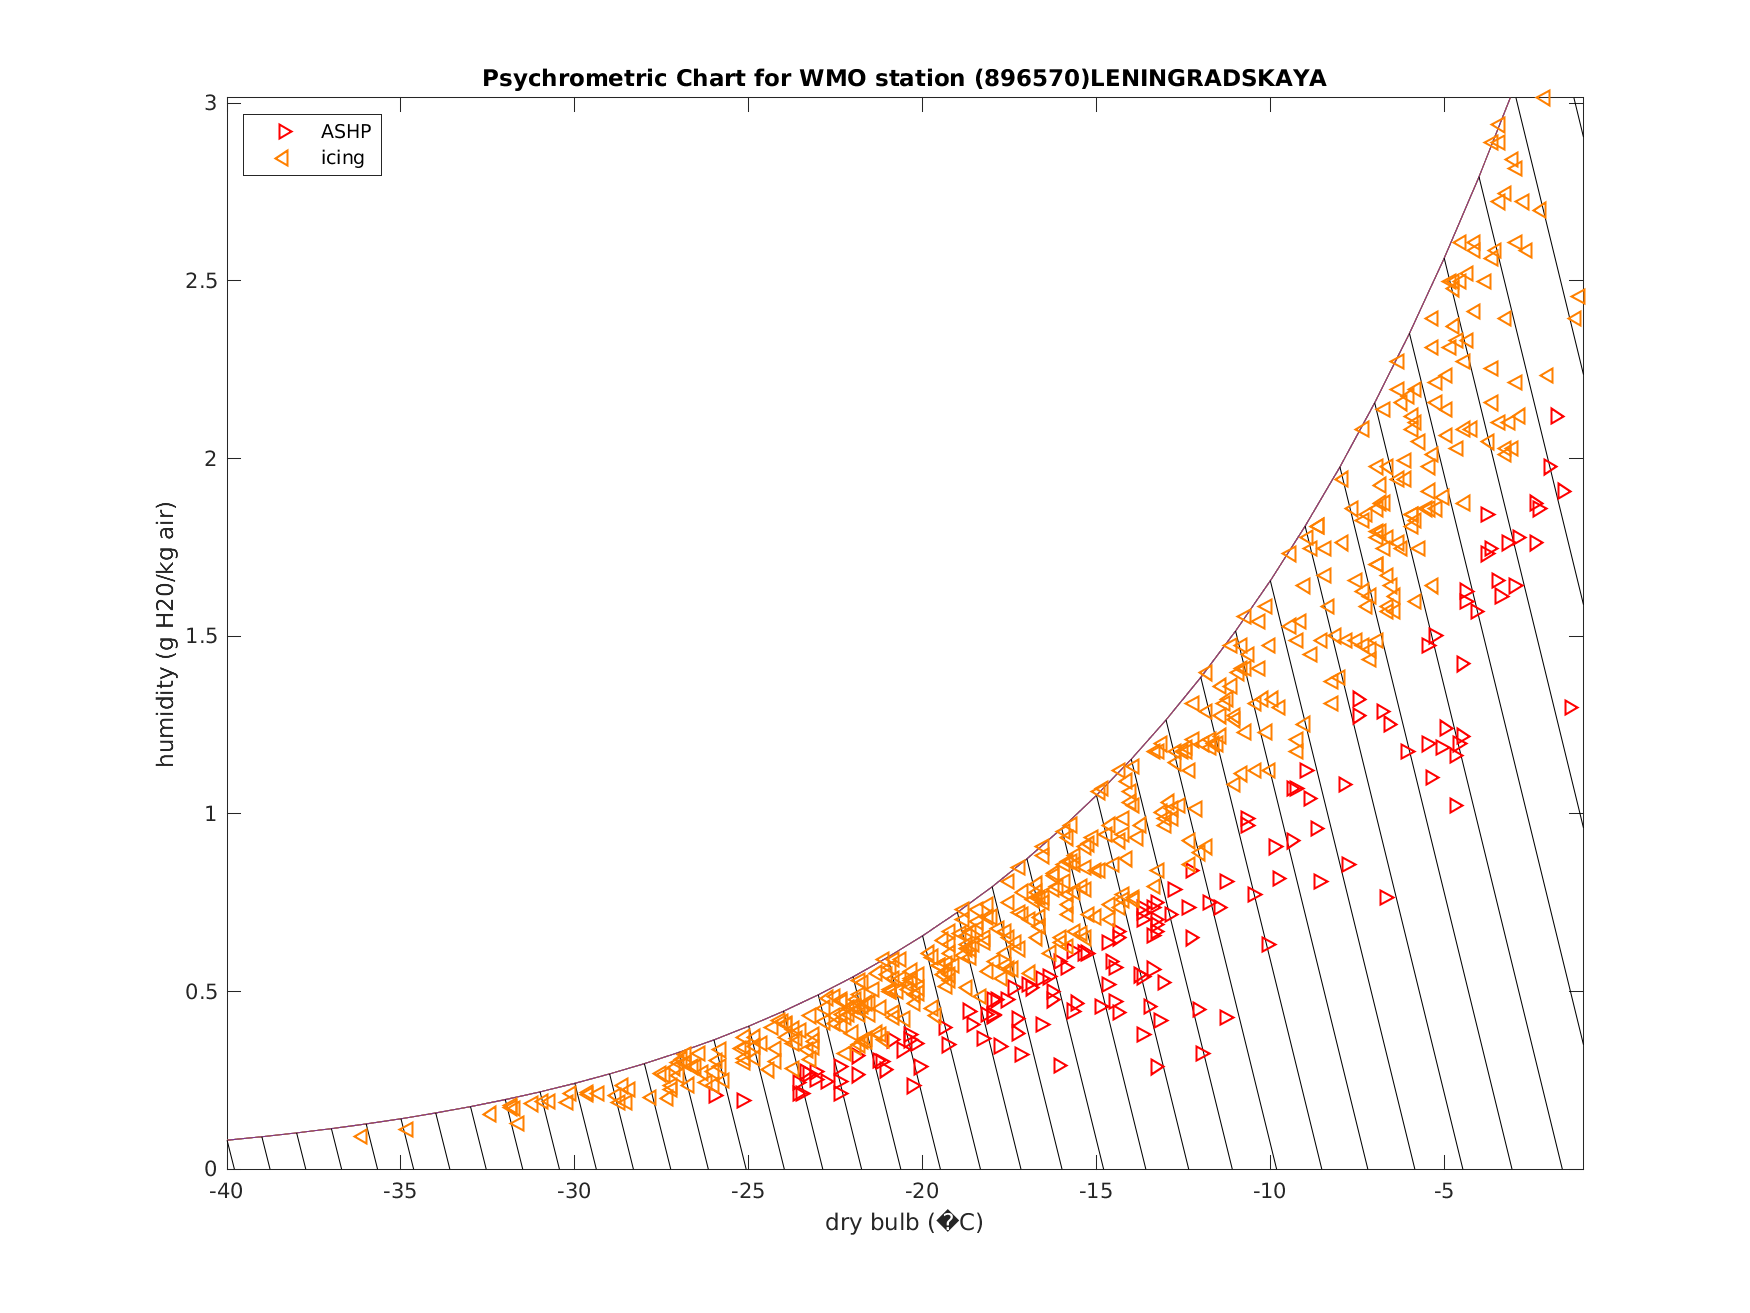 Psychrometric Chart for WMO station (896570)LENINGRADSKAYA
ASHP
icing
3
2.5
2
1.5
1
0.5
0
humidity (g H20/kg air)
-40 -35 -30 -25 -20 -15 -10 -5
dry bulb (�C)